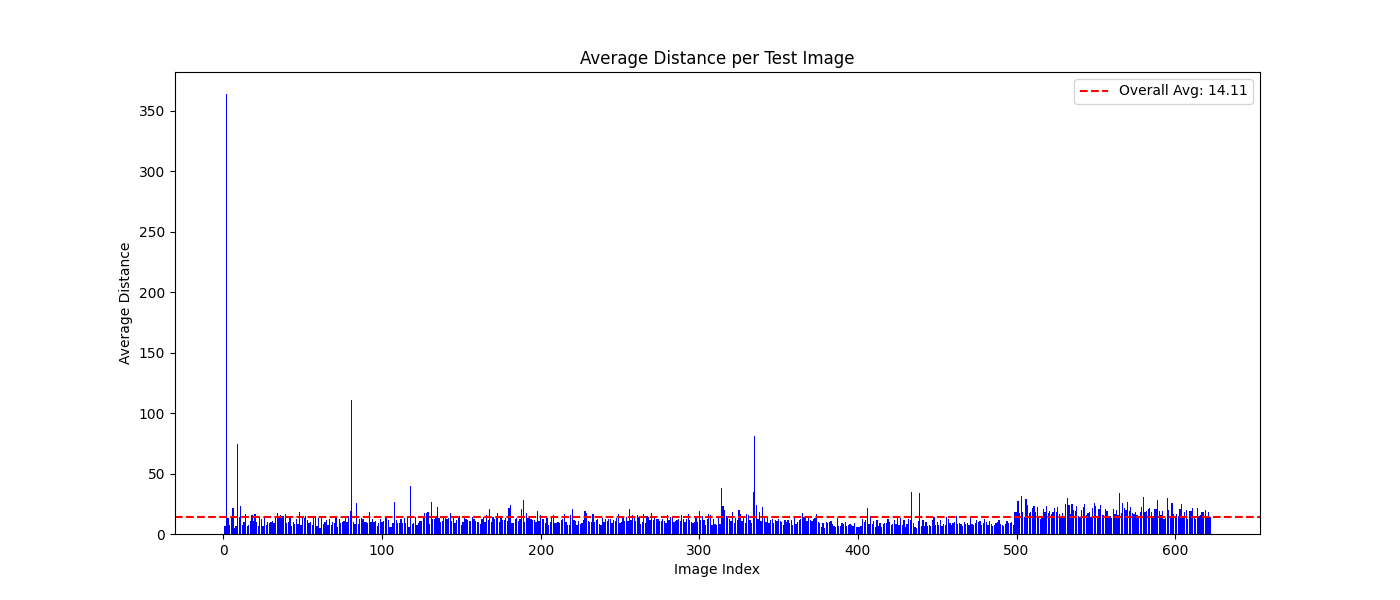 Average Distance per Test Image
Overall Avg: 14.11
350
300
250
200
150
100
50
0
Average Distance
0 100 200 300 400 500 600
Image Index